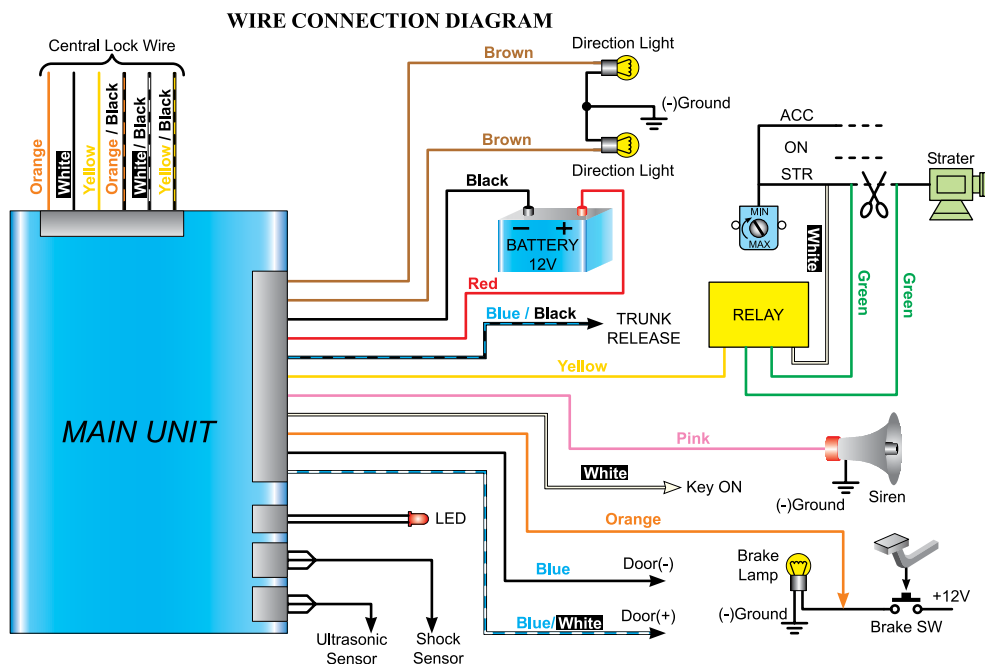 WIRE CONNECTION DIAGRAM
Central Lock Wire
Orange
White
Yellow
Orange / Black
White / Black
Yellow / Black
Brown
Direction Light
(-)Ground
Brown
Direction Light
Black
BATTERY
12V
Red
Blue / Black
TRUNK
RELEASE
ACC
ON
STR
Strater
MIN
MAX
White
Green
Green
RELAY
Yellow
MAIN UNIT
Pink
Siren
(-)Ground
White
Key ON
Orange
LED
Blue
Door(-)
Blue/White
Door(+)
Brake
Lamp
(-)Ground
+12V
Brake SW
Ultrasonic
Sensor
Shock
Sensor